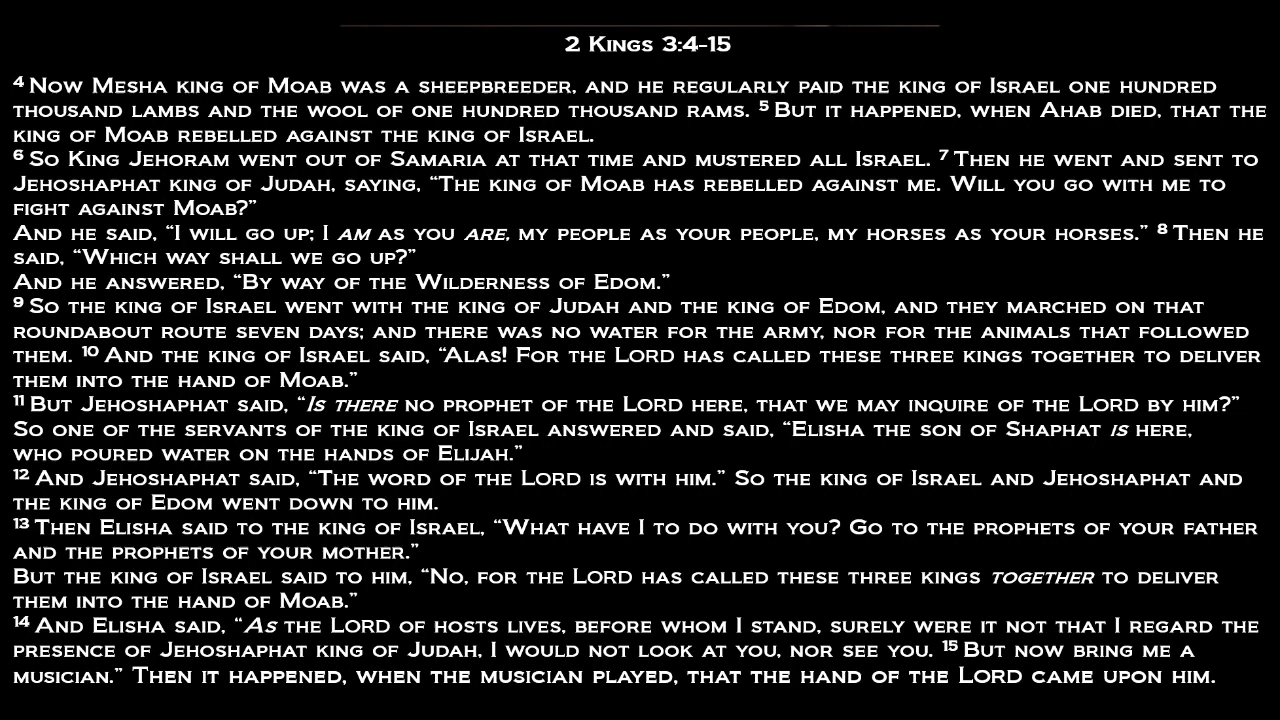 2 Kings 3:4-15
4 Now Mesha king of Moab was a sheepbreeder, and he regularly paid the king of Israel one hundred
thousand lambs and the wool of one hundred thousand rams. 5 But it happened, when Ahab died, that the
king of Moab rebelled against the king of Israel.
6 So King Jehoram went out of Samaria at that time and mustered all Israel. 7 Then he went and sent to
Jehoshaphat king of Judah, saying, “The king of Moab has rebelled against me. Will you go with me to
fight against Moab?”
And he said, “I will go up; I am as you are, my people as your people, my horses as your horses.” 8 Then he
said, “Which way shall we go up?”
And he answered, “By way of the Wilderness of Edom.”
9 So the king of Israel went with the king of Judah and the king of Edom, and they marched on that
roundabout route seven days; and there was no water for the army, nor for the animals that followed
them. 10 And the king of Israel said, “Alas! For the LORD has called these three kings together to deliver
them into the hand of Moab.”
11 But Jehoshaphat said, “Is there no prophet of the LORD here, that we may inquire of the LORD by him?”
So one of the servants of the king of Israel answered and said, “Elisha the son of Shaphat is here,
who poured water on the hands of Elijah.”
12 And Jehoshaphat said, “The word of the LORD is with him.” So the king of Israel and Jehoshaphat and
the king of Edom went down to him.
13 Then Elisha said to the king of Israel, “What have I to do with you? Go to the prophets of your father
and the prophets of your mother.”
But the king of Israel said to him, “No, for the LORD has called these three kings together to deliver
them into the hand of Moab.”
14 And Elisha said, “As the LORD of hosts lives, before whom I stand, surely were it not that I regard the
presence of Jehoshaphat king of Judah, I would not look at you, nor see you. 15 But now bring me a
musician.” Then it happened, when the musician played, that the hand of the LORD came upon him.